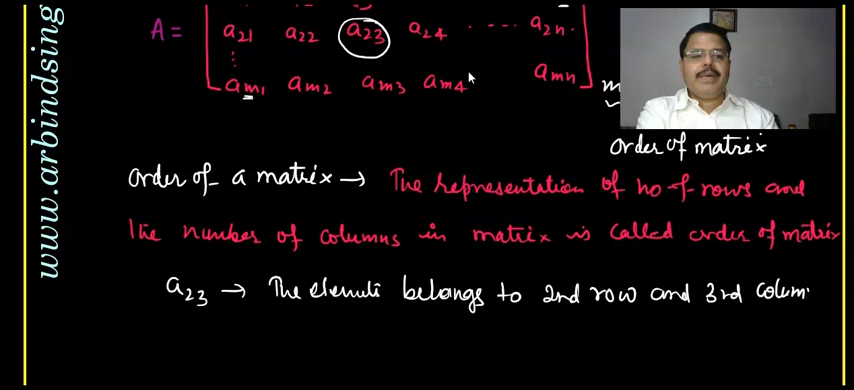 A = a21 a22 a23 a24 . . . . a2n.
⋮
am1 am2 am3 am4 amn
m
order of matrix
order of a matrix → The representation of no of rows and
the number of columns in matrix is called order of matrix
a23 → The elemnti belongs to 2nd row and 3rd colum.
www.arbindsing